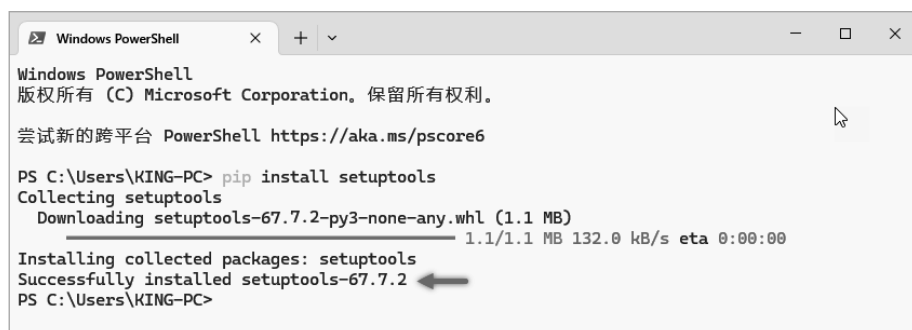 Windows PowerShell
Windows PowerShell
版权所有 (C) Microsoft Corporation。保留所有权利。
尝试新的跨平台 PowerShell https://aka.ms/pscore6
PS C:\Users\KING-PC> pip install setuptools
Collecting setuptools
  Downloading setuptools-67.7.2-py3-none-any.whl (1.1 MB)
1.1/1.1 MB 132.0 kB/s eta 0:00:00
Installing collected packages: setuptools
Successfully installed setuptools-67.7.2
PS C:\Users\KING-PC>